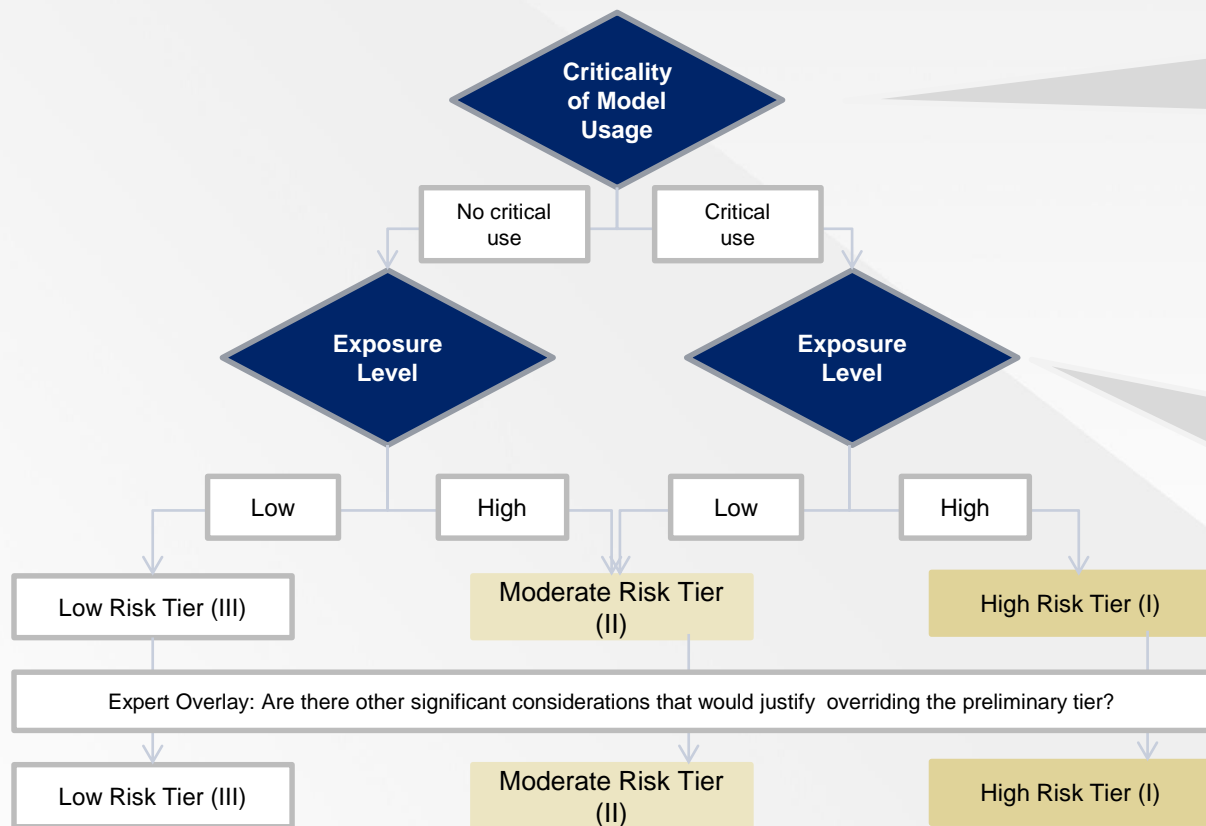 Criticality
of Model
Usage
No critical
use
Critical
use
Exposure
Level
Exposure
Level
Low
High
Low
High
Low Risk Tier (III)
Moderate Risk Tier
(II)
High Risk Tier (I)
Expert Overlay: Are there other significant considerations that would justify  overriding the preliminary tier?
Low Risk Tier (III)
Moderate Risk Tier
(II)
High Risk Tier (I)